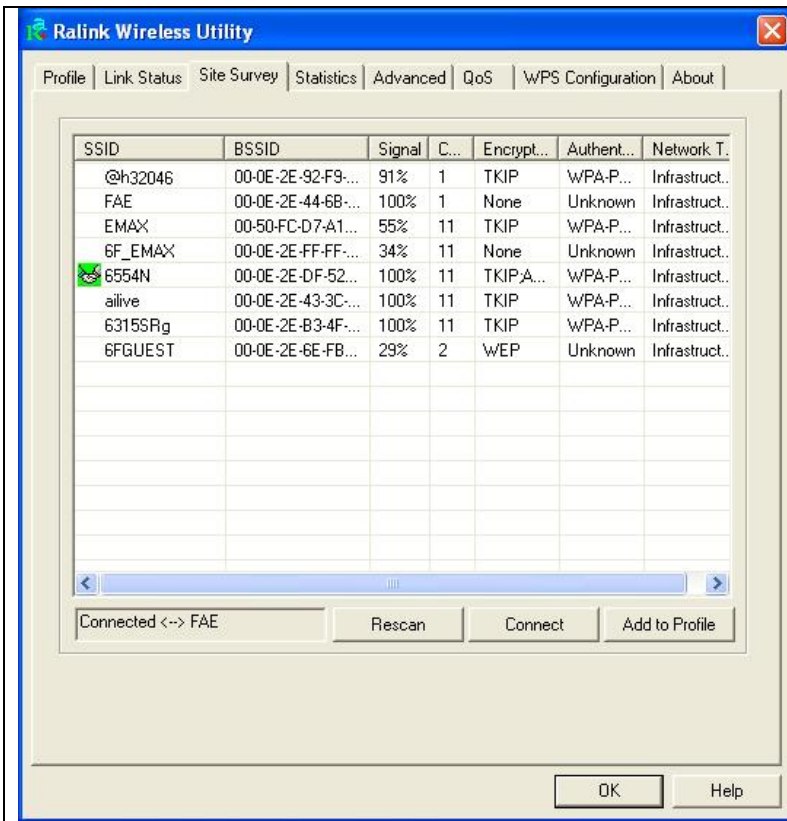 Ralink Wireless Utility
Profile Link Status Site Survey Statistics Advanced QoS WPS Configuration About
SSID BSSID Signal C... Encrypt... Authent... Network T.
@h32046 00-0E-2E-92-F9-... 91% 1 TKIP WPA-P... Infrastruct..
FAE 00-0E-2E-44-6B-... 100% 1 None Unknown Infrastruct..
EMAX 00-50-FC-D7-A1... 55% 11 TKIP WPA-P... Infrastruct..
6F_EMAX 00-0E-2E-FF-FF-... 34% 11 None Unknown Infrastruct..
6554N 00-0E-2E-DF-52... 100% 11 TKIP;A... WPA-P... Infrastruct..
ailive 00-0E-2E-43-3C-... 100% 11 TKIP WPA-P... Infrastruct..
6315SRg 00-0E-2E-B3-4F-... 100% 11 TKIP WPA-P... Infrastruct..
6FGUEST 00-0E-2E-6E-FB... 29% 2 WEP Unknown Infrastruct..
Connected <--> FAE Rescan Connect Add to Profile
OK Help